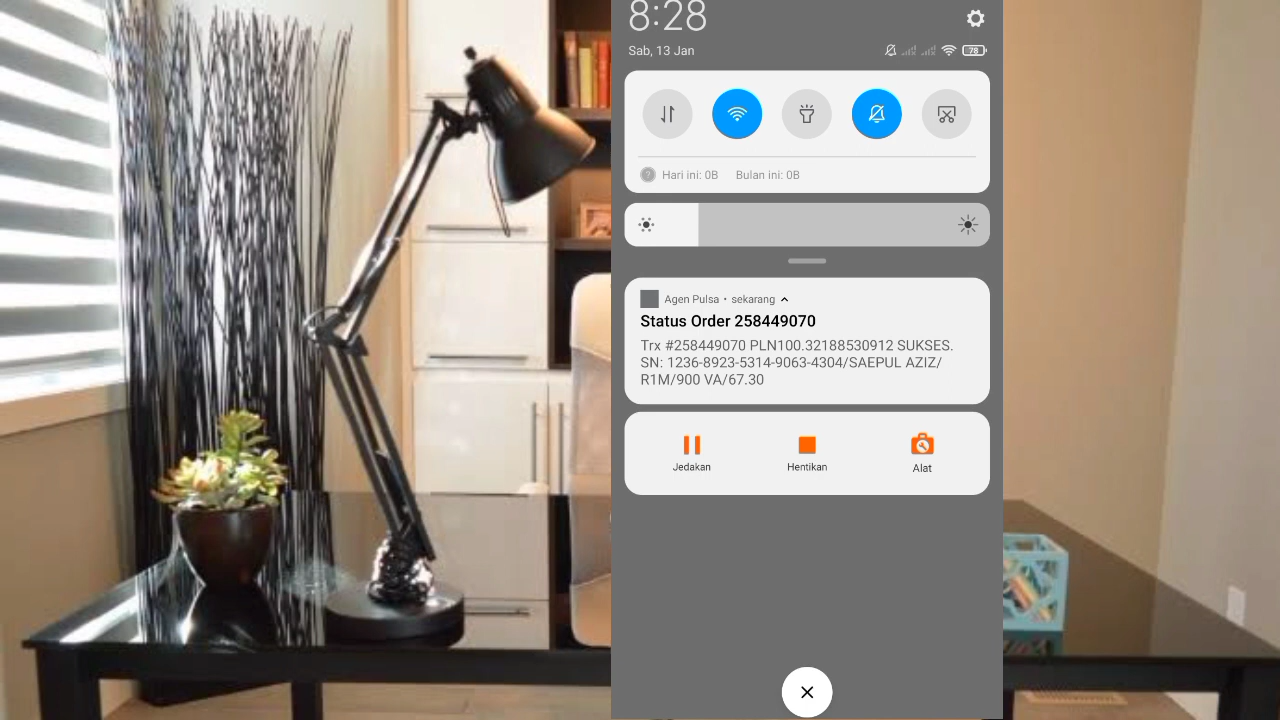 8:28
Sab, 13 Jan
78
Hari ini: 0B Bulan ini: 0B
Agen Pulsa • sekarang
Status Order 258449070
Trx #258449070 PLN100.32188530912 SUKSES.
SN: 1236-8923-5314-9063-4304/SAEPUL AZIZ/
R1M/900 VA/67.30
Jedakan Hentikan Alat